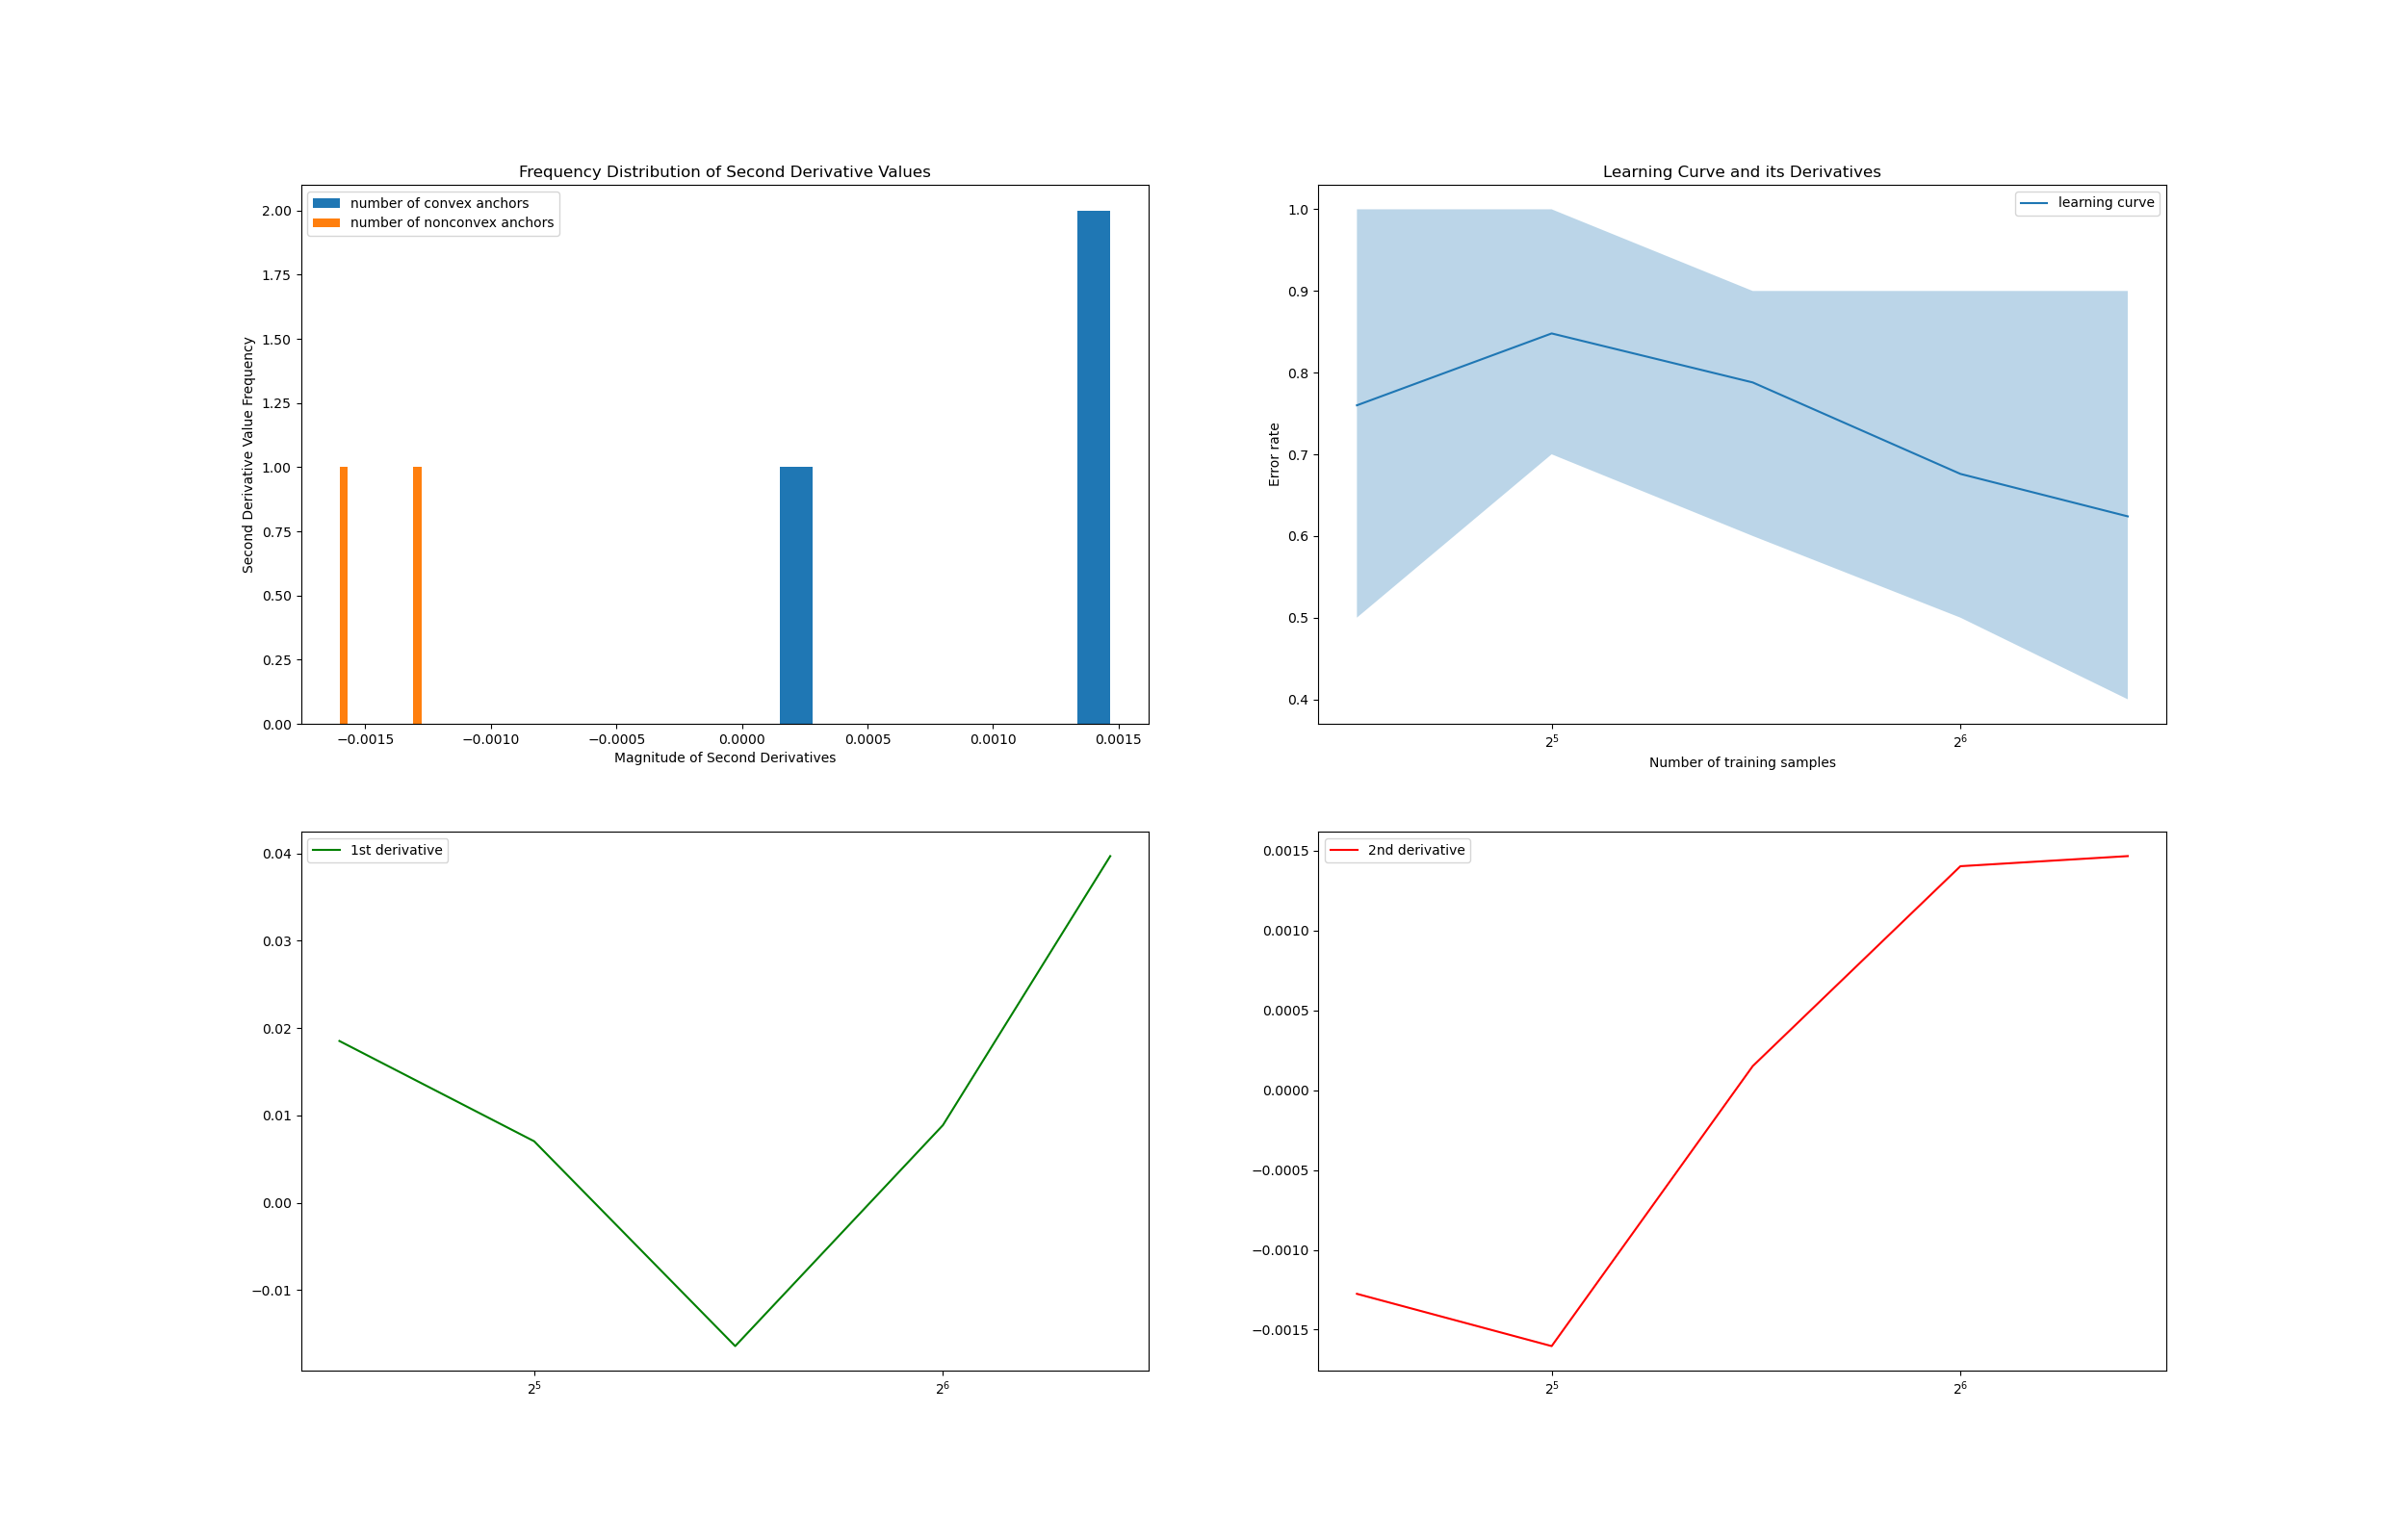 Frequency Distribution of Second Derivative Values
number of convex anchors
number of nonconvex anchors
Second Derivative Value Frequency
2.00
1.75
1.50
1.25
1.00
0.75
0.50
0.25
0.00
−0.0015 −0.0010 −0.0005 0.0000 0.0005 0.0010 0.0015
Magnitude of Second Derivatives
Learning Curve and its Derivatives
learning curve
Error rate
1.0
0.9
0.8
0.7
0.6
0.5
0.4
2⁵ 2⁶
Number of training samples
1st derivative
0.04
0.03
0.02
0.01
0.00
−0.01
2⁵ 2⁶
2nd derivative
0.0015
0.0010
0.0005
0.0000
−0.0005
−0.0010
−0.0015
2⁵ 2⁶